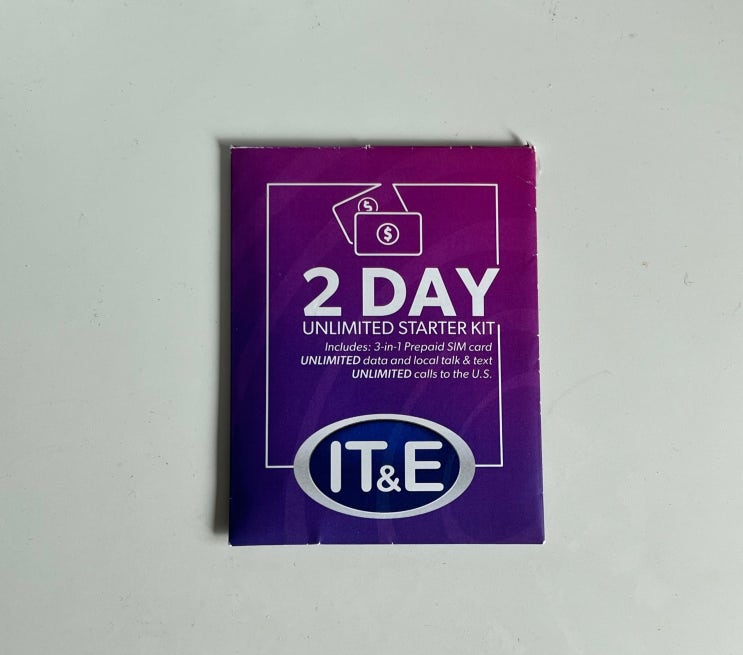 $
$
2 DAY
UNLIMITED STARTER KIT
Includes: 3-in-1 Prepaid SIM card
UNLIMITED data and local talk & text
UNLIMITED calls to the U.S.
IT&E